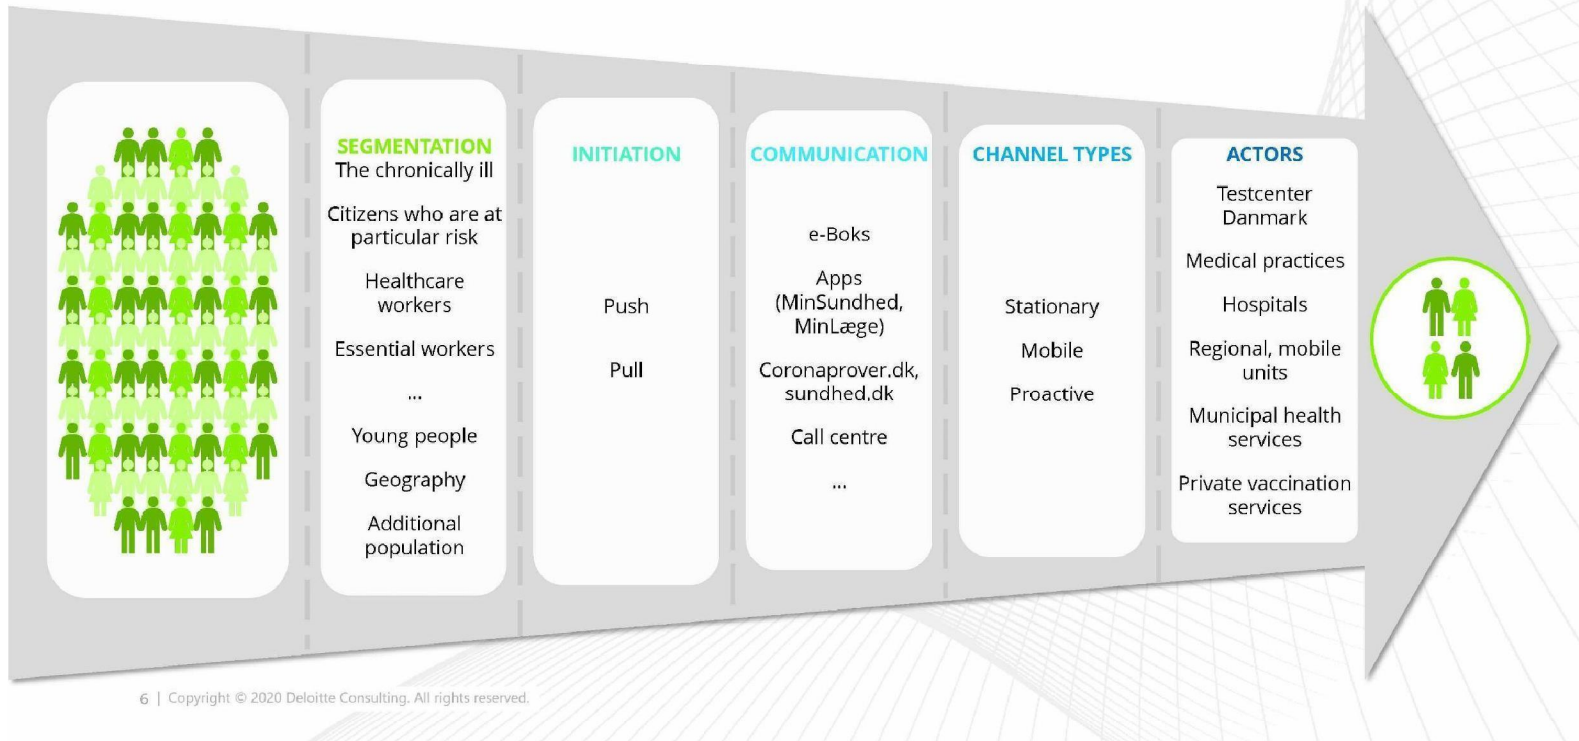 SEGMENTATION
The chronically ill
Citizens who are at
particular risk
Healthcare
workers
Essential workers
...
Young people
Geography
Additional
population
INITIATION
Push
Pull
COMMUNICATION
e-Boks
Apps
(MinSundhed,
MinLæge)
Coronaprover.dk,
sundhed.dk
Call centre
...
CHANNEL TYPES
Stationary
Mobile
Proactive
ACTORS
Testcenter
Danmark
Medical practices
Hospitals
Regional, mobile
units
Municipal health
services
Private vaccination
services
6 | Copyright © 2020 Deloitte Consulting. All rights reserved.